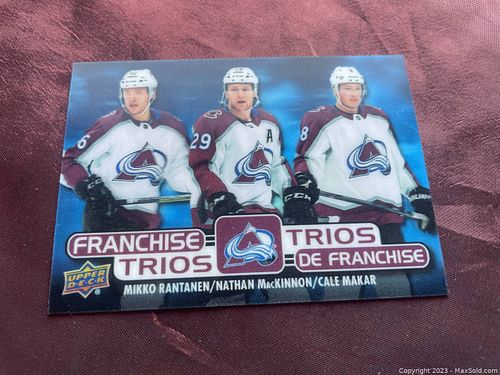 6
29
A
8
CCM
FRANCHISE
TRIOS
TRIOS
DE FRANCHISE
UPPER
DECK
MIKKO RANTANEN/NATHAN MacKINNON/CALE MAKAR
Copyright 2023 - MaxSold.com